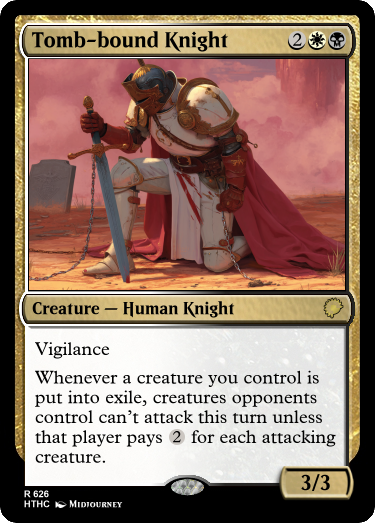 Tomb-bound Knight 2
Creature — Human Knight
Vigilance
Whenever a creature you control is
put into exile, creatures opponents
control can't attack this turn unless
that player pays 2 for each attacking
creature.
3/3
R 626
HTHC Midjourney